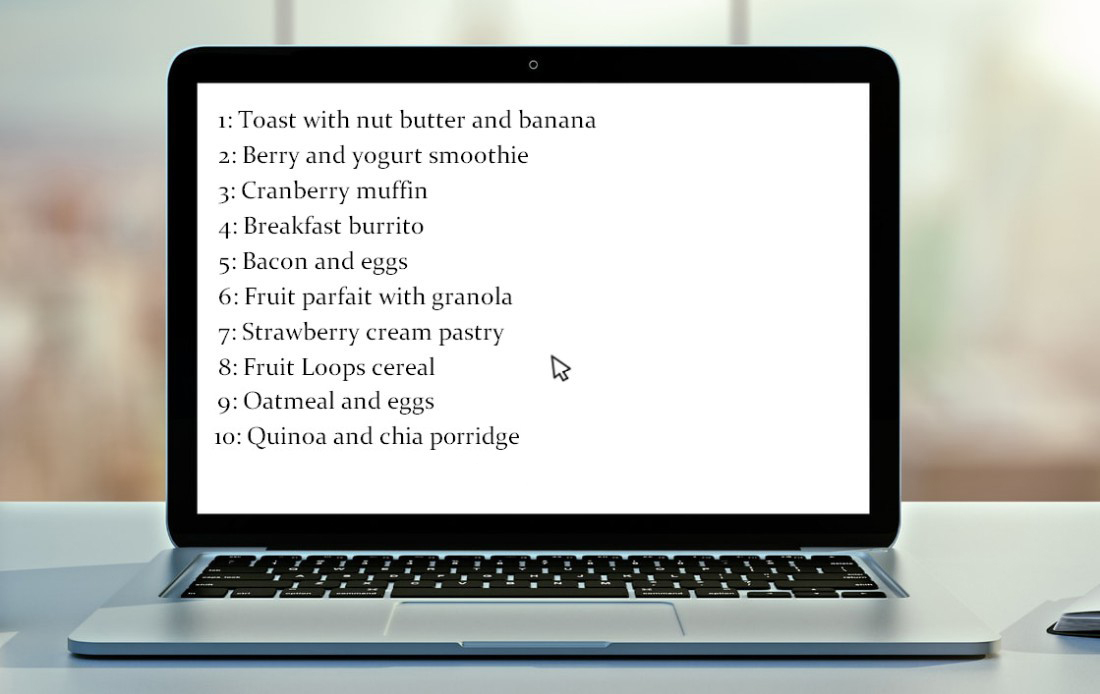 1: Toast with nut butter and banana
2: Berry and yogurt smoothie
3: Cranberry muffin
4: Breakfast burrito
5: Bacon and eggs
6: Fruit parfait with granola
7: Strawberry cream pastry
8: Fruit Loops cereal
9: Oatmeal and eggs
10: Quinoa and chia porridge